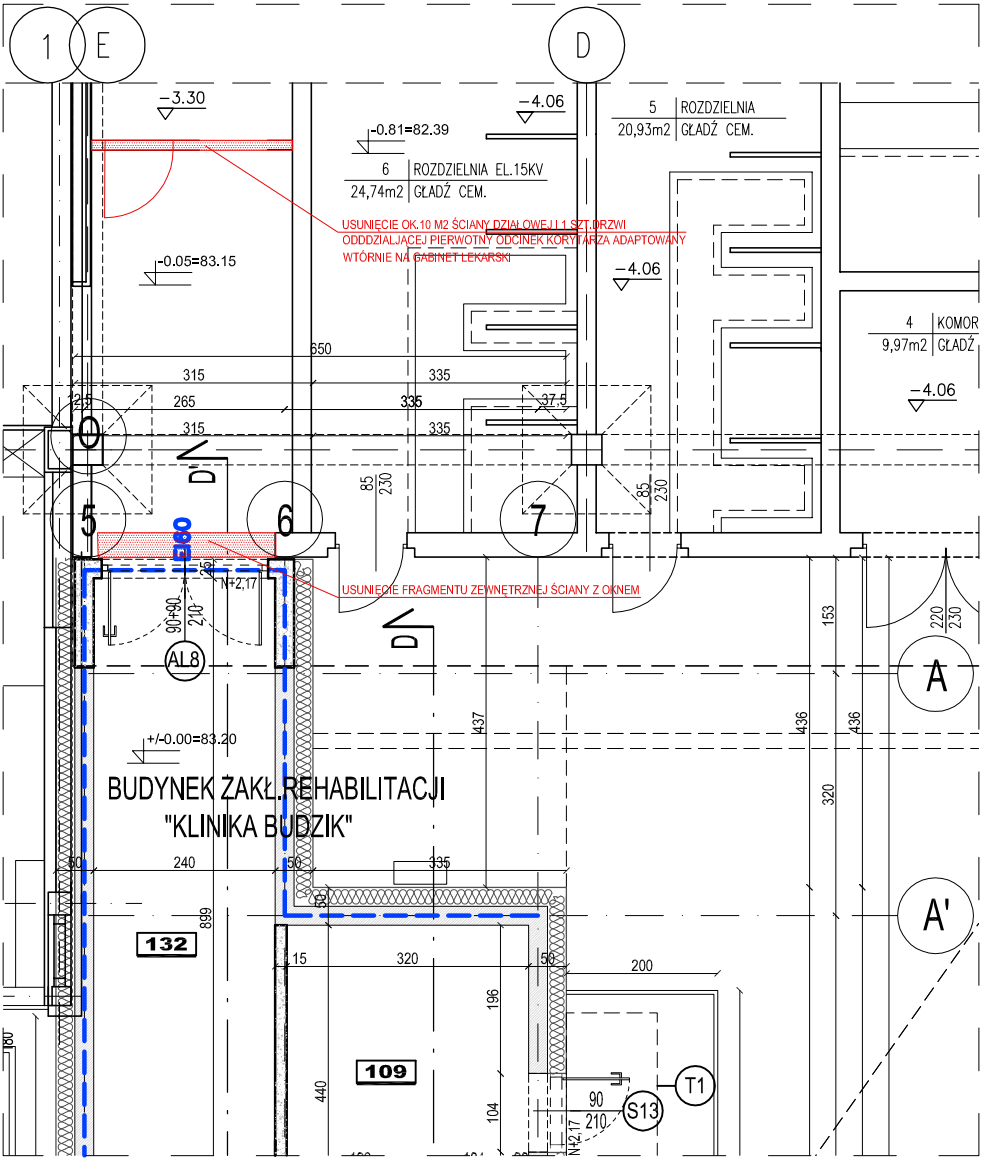 1
E
D
-3.30
-4.06
5 ROZDZIELNIA
20,93m2 GŁADŹ CEM.
-0.81=82.39
6 ROZDZIELNIA EL.15KV
24,74m2 GŁADŹ CEM.
USUNIĘCIE OK.10 M2 ŚCIANY DZIAŁOWEJ I 1 SZT.DRZWI
ODDDZIALĄCEJ PIERWOTNY ODCINEK KORYTARZA ADAPTOWANY
WTÓRNIE NA GABINET LEKARSKI
-0.05=83.15
-4.06
4 KOMOR
9,97m2 GŁADŹ
650
315
335
-4.06
265
335
37,5
315
335
0
D'
85
230
85
230
5
6
7
EI60
25
N+2,17
USUNIĘCIE FRAGMENTU ZEWNĘTRZNEJ ŚCIANY Z OKNEM
90+90
210
AL8
D
153
220
230
A
437
436
436
+/-0.00=83.20
BUDYNEK ZAKŁ.REHABILITACJI
"KLINIKA BUDZIK"
320
50
240
50
335
899
50
A'
132
15
320
50
200
196
109
440
104
90
210
S13
T1
N+2,17
180